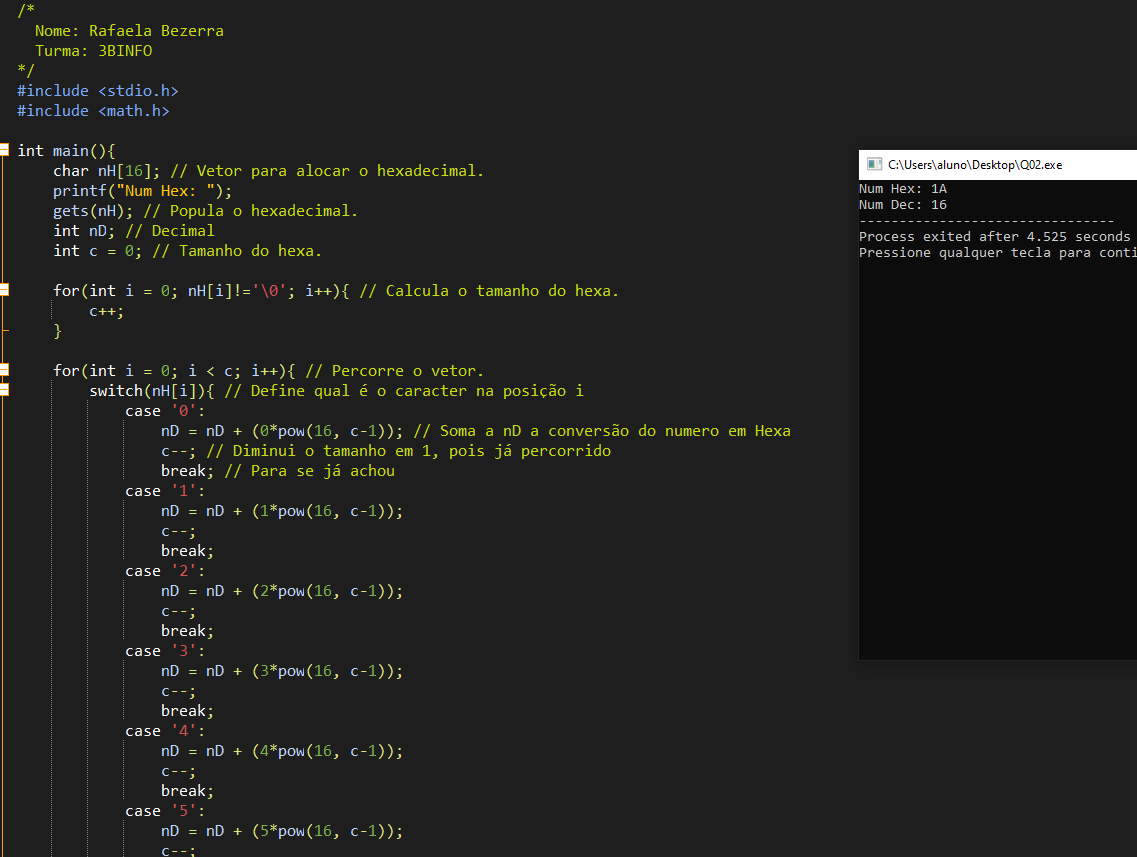 /*
Nome: Rafaela Bezerra
Turma: 3BINFO
*/
#include <stdio.h>
#include <math.h>
int main(){
char nH[16]; // Vetor para alocar o hexadecimal.
printf("Num Hex: ");
gets(nH); // Popula o hexadecimal.
int nD; // Decimal
int c = 0; // Tamanho do hexa.
for(int i = 0; nH[i]!='\0'; i++){ // Calcula o tamanho do hexa.
c++;
}
for(int i = 0; i < c; i++){ // Percorre o vetor.
switch(nH[i]){ // Define qual é o caracter na posição i
case '0':
nD = nD + (0*pow(16, c-1)); // Soma a nD a conversão do numero em Hexa
c--; // Diminui o tamanho em 1, pois já percorrido
break; // Para se já achou
case '1':
nD = nD + (1*pow(16, c-1));
c--;
break;
case '2':
nD = nD + (2*pow(16, c-1));
c--;
break;
case '3':
nD = nD + (3*pow(16, c-1));
c--;
break;
case '4':
nD = nD + (4*pow(16, c-1));
c--;
break;
case '5':
nD = nD + (5*pow(16, c-1));
c--;
C:\Users\aluno\Desktop\Q02.exe
Num Hex: 1A
Num Dec: 16
--------------------------------
Process exited after 4.525 seconds
Pressione qualquer tecla para conti